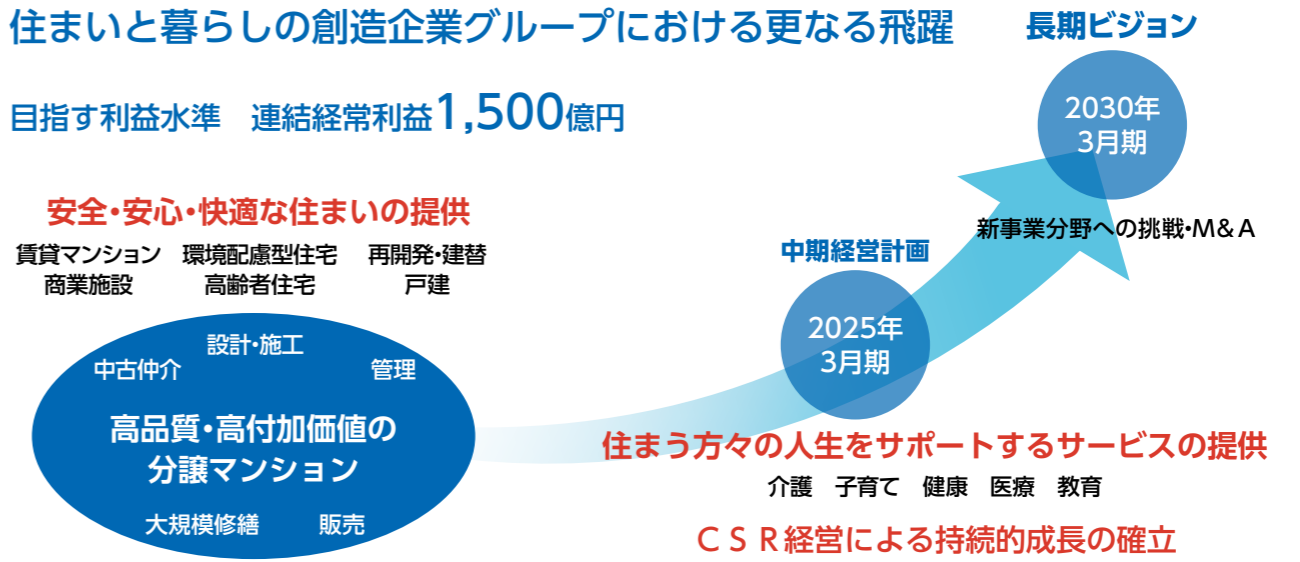 住まいと暮らしの創造企業グループにおける更なる飛躍
長期ビジョン
目指す利益水準　連結経常利益1,500億円
2030年
3月期
安全・安心・快適な住まいの提供
賃貸マンション　環境配慮型住宅　再開発・建替
商業施設　高齢者住宅　戸建
新事業分野への挑戦・M&A
中期経営計画
2025年
3月期
設計・施工
中古仲介　管理
高品質・高付加価値の
分譲マンション
大規模修繕　販売
住まう方々の人生をサポートするサービスの提供
介護　子育て　健康　医療　教育
ＣＳＲ経営による持続的成長の確立